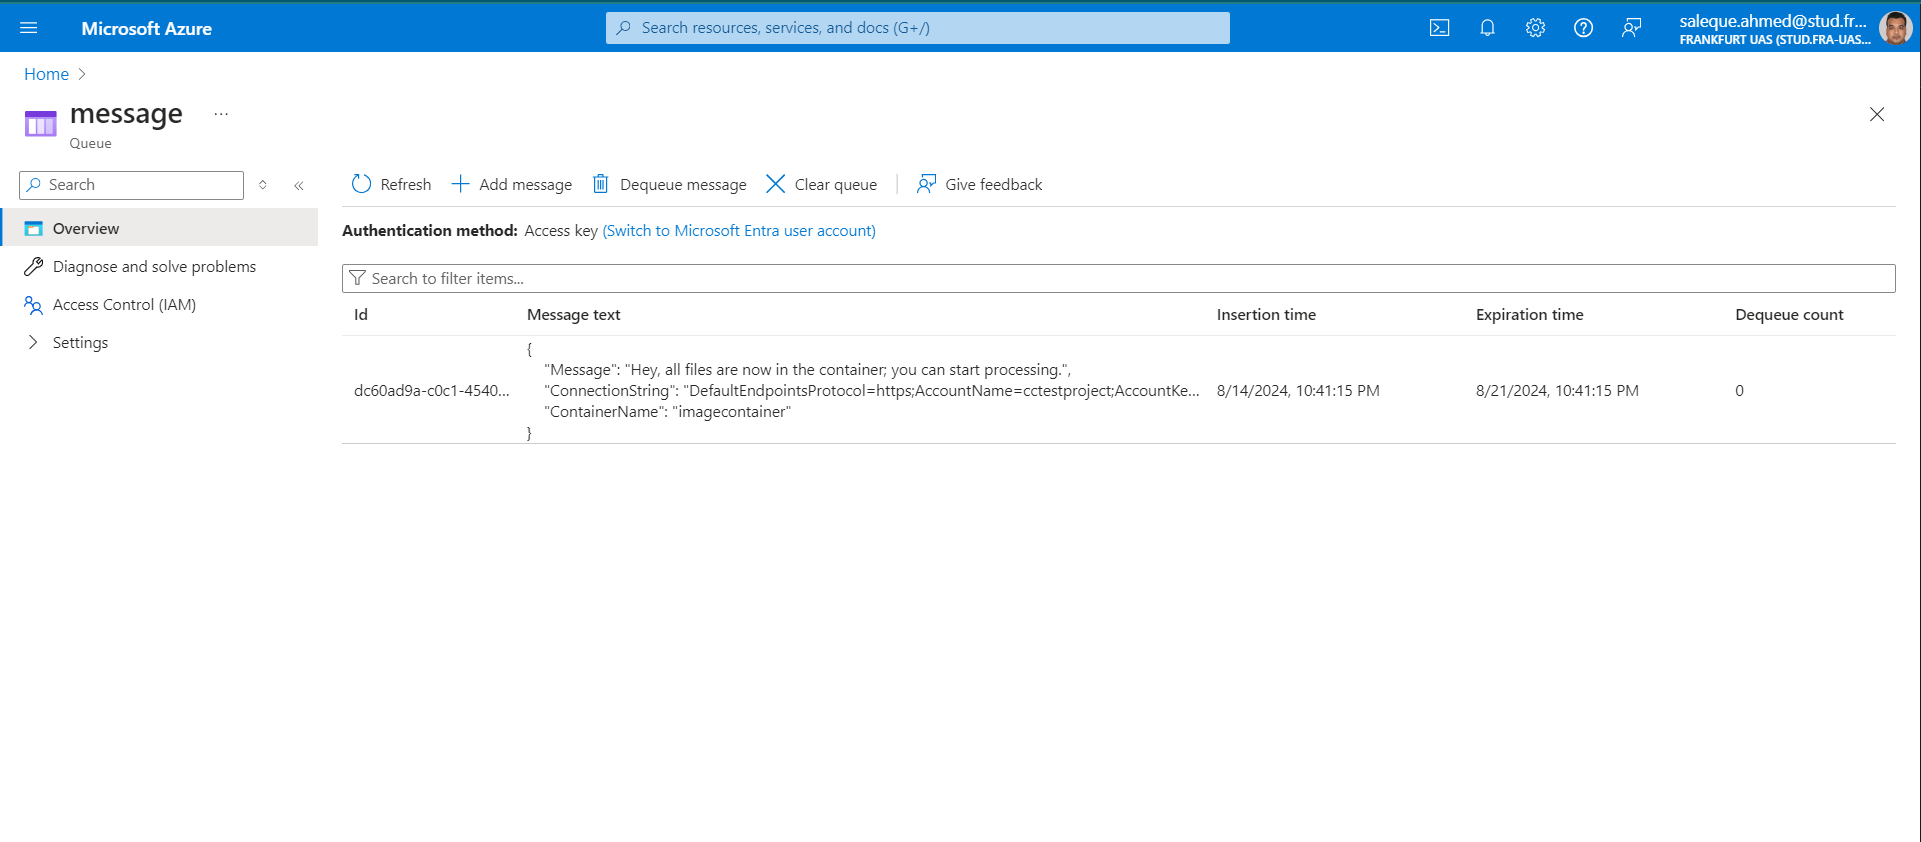 Microsoft Azure
Search resources, services, and docs (G+/)
saleque.ahmed@stud.fr...
FRANKFURT UAS (STUD.FRA-UAS...
Home
message
...
Queue
Search
Overview
Diagnose and solve problems
Access Control (IAM)
Settings
Refresh
Add message
Dequeue message
Clear queue
Give feedback
Authentication method: Access key (Switch to Microsoft Entra user account)
Search to filter items...
Id Message text Insertion time Expiration time Dequeue count
{
"Message": "Hey, all files are now in the container; you can start processing.",
dc60ad9a-c0c1-4540... "ConnectionString": "DefaultEndpointsProtocol=https;AccountName=cctestproject;AccountKe... 8/14/2024, 10:41:15 PM 8/21/2024, 10:41:15 PM 0
"ContainerName": "imagecontainer"
}